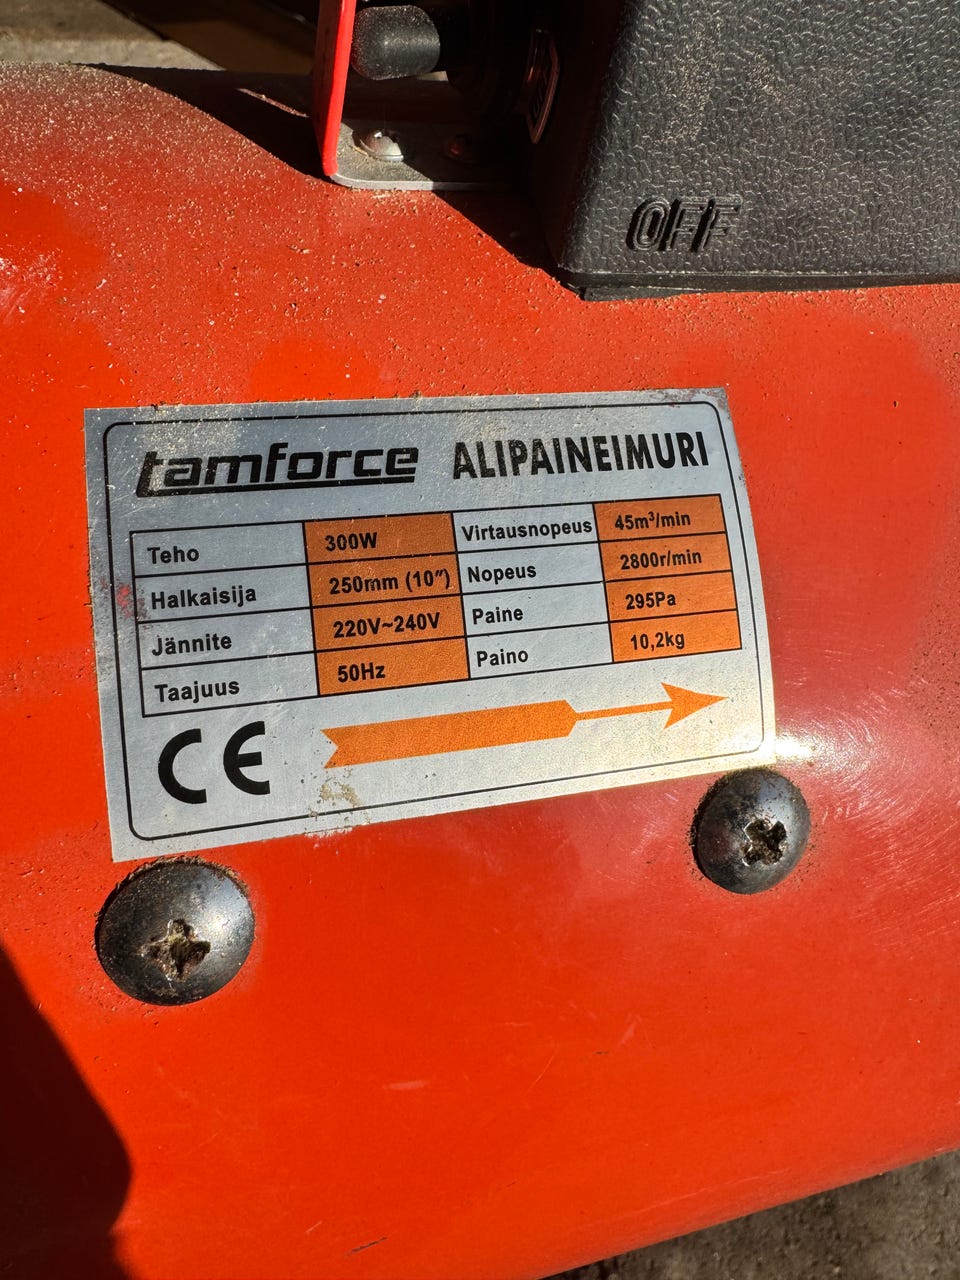 OFF
tamforce ALIPAINEIMURI
Teho 300W Virtausnopeus 45m³/min
Halkaisija 250mm (10″) Nopeus 2800r/min
Jännite 220V~240V Paine 295Pa
Taajuus 50Hz Paino 10,2kg
CE